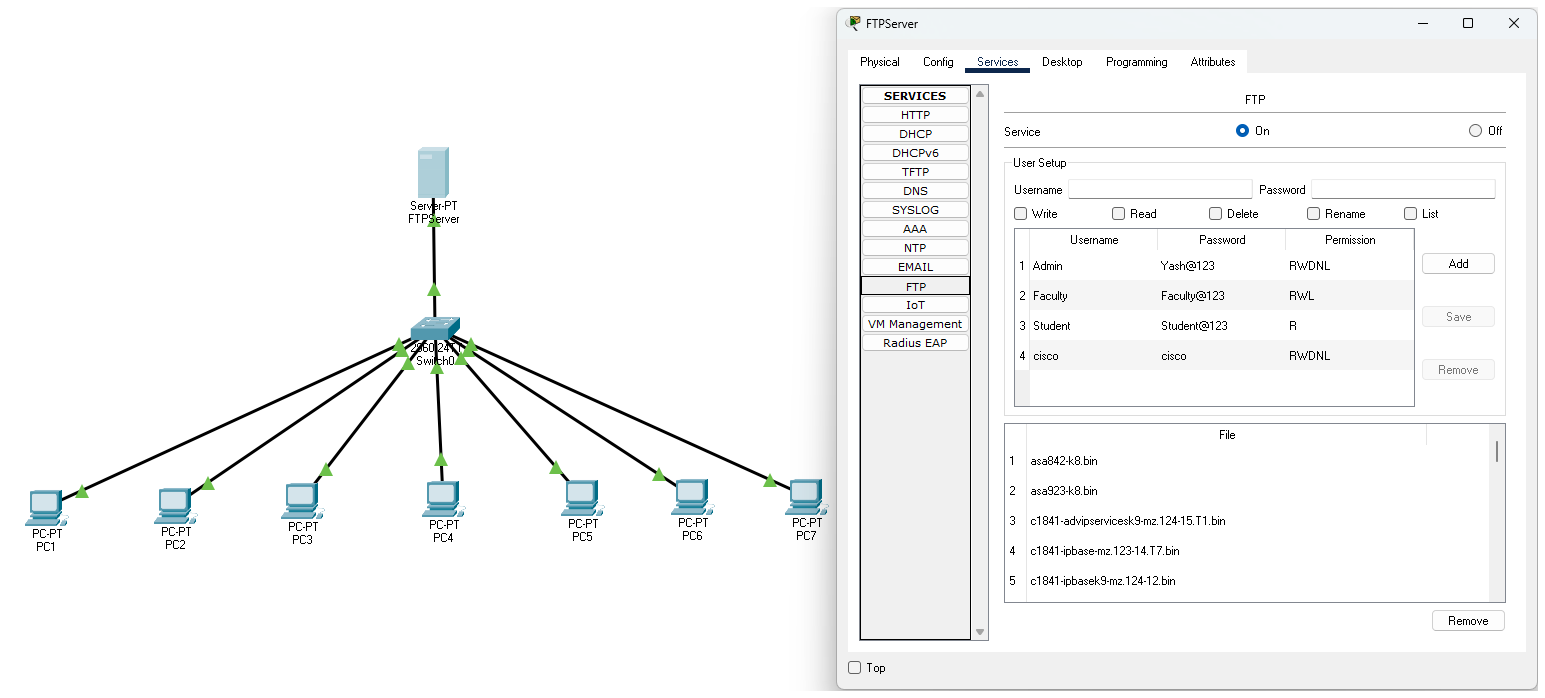 Server-PT
FTPServer
2960-24TT
Switch0
PC-PT
PC1
PC-PT
PC2
PC-PT
PC3
PC-PT
PC4
PC-PT
PC5
PC-PT
PC6
PC-PT
PC7
FTPServer
Physical Config Services Desktop Programming Attributes
SERVICES
HTTP
DHCP
DHCPv6
TFTP
DNS
SYSLOG
AAA
NTP
EMAIL
FTP
IoT
VM Management
Radius EAP
FTP
Service On Off
User Setup
Username Password
Write Read Delete Rename List
Username Password Permission
1 Admin Yash@123 RWDNL
2 Faculty Faculty@123 RWL
3 Student Student@123 R
4 cisco cisco RWDNL
Add
Save
Remove
File
1 asa842-k8.bin
2 asa923-k8.bin
3 c1841-advipservicesk9-mz.124-15.T1.bin
4 c1841-ipbase-mz.123-14.T7.bin
5 c1841-ipbasek9-mz.124-12.bin
Remove
Top